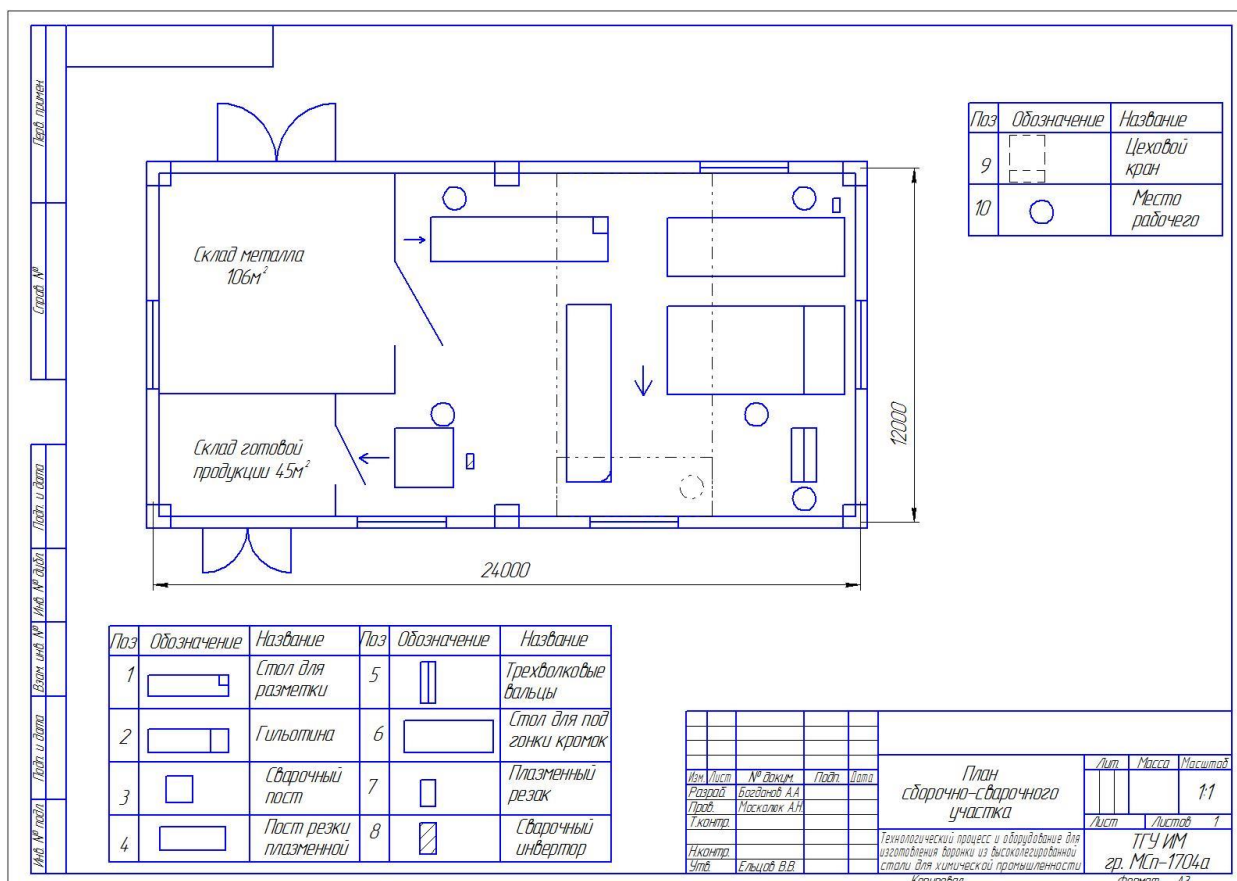 Перв. примен.
Справ. №
Подп. и дата
Инв. № дубл.
Взам. инв. №
Подп. и дата
Инв. № подл.
Склад металла
106м²
Склад готовой
продукции 45м²
12000
24000
Поз Обозначение Название
9 Цеховой
кран
10 Место
рабочего
Поз Обозначение Название Поз Обозначение Название
1 Стол для
разметки
5 Трехволковые
вальцы
2 Гильотина
6 Стол для под
гонки кромок
3 Сварочный
пост
7 Плазменный
резак
4 Пост резки
плазменной
8 Сварочный
инвертор
Изм. Лист № докум. Подп. Дата
Разраб. Богданов А.А
Пров. Москалюк А.Н.
Т.контр.
Н.контр.
Утв. Ельцов В.В.
План
сборочно-сварочного
участка
Лит. Масса Масштаб
1:1
Лист Листов 1
Технологический процесс и оборудование для
изготовления воронки из высоколегированной
стали для химической промышленности
ТГУ ИМ
гр. МСп-1704а
Копировал Формат А3